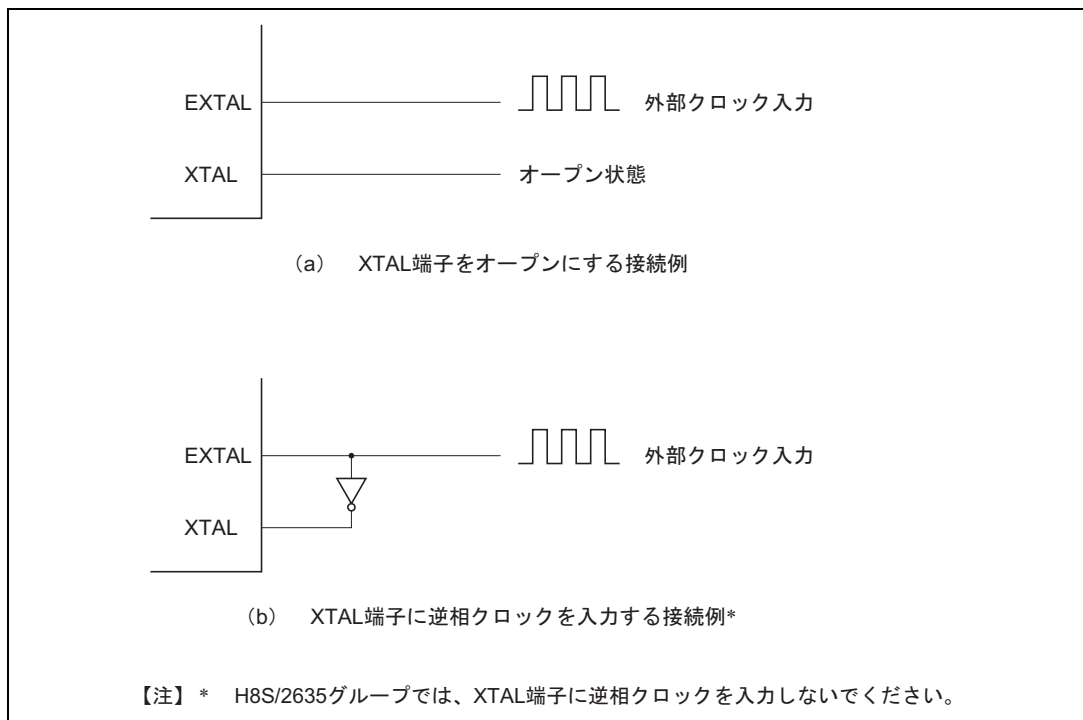 EXTAL 外部クロック入力
XTAL オープン状態
（a） XTAL端子をオープンにする接続例
EXTAL 外部クロック入力
XTAL
（b） XTAL端子に逆相クロックを入力する接続例*
【注】* H8S/2635グループでは、XTAL端子に逆相クロックを入力しないでください。